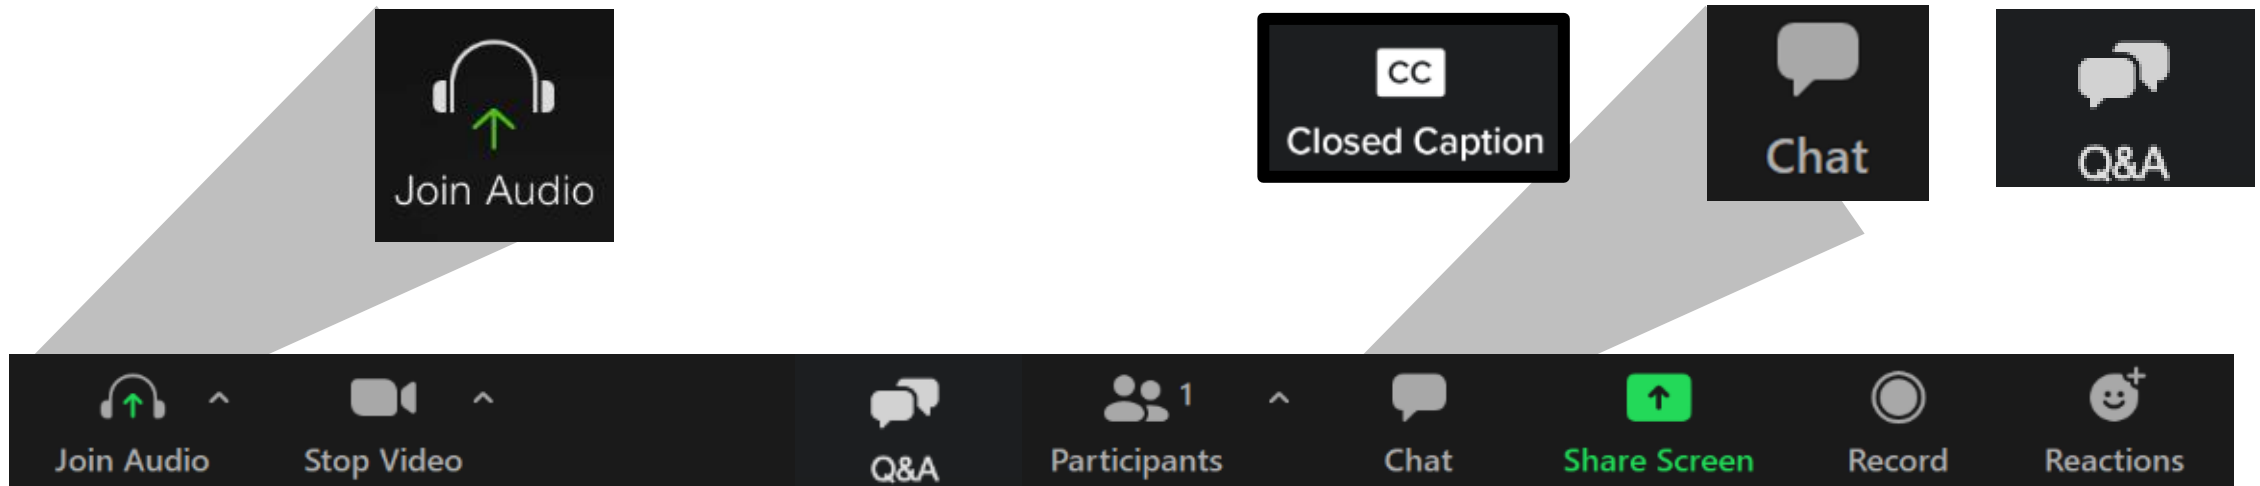 Join Audio
CC
Closed Caption
Chat
Q&A
Join Audio
Stop Video
Q&A
1
Participants
Chat
Share Screen
Record
Reactions